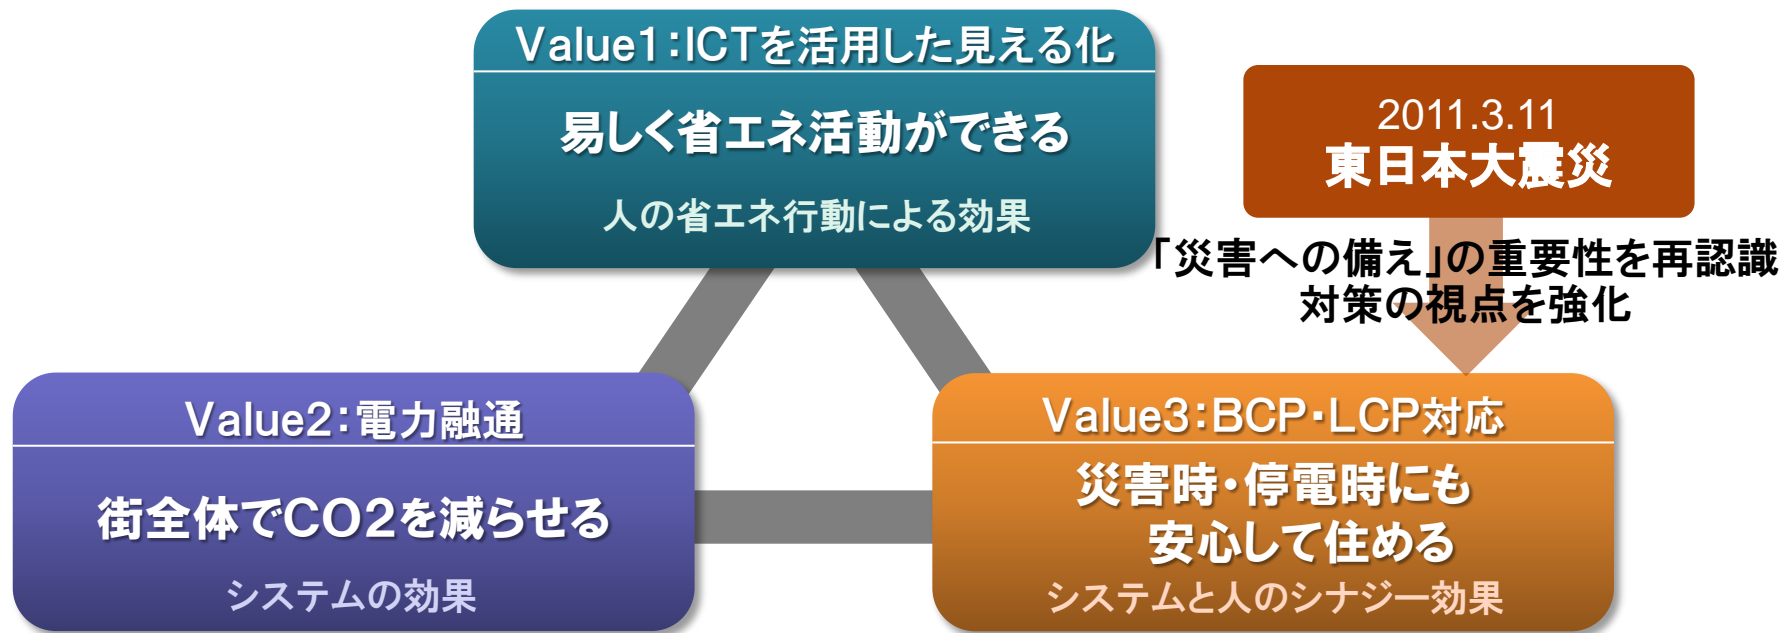 Value1：ICTを活用した見える化
易しく省エネ活動ができる
人の省エネ行動による効果
2011.3.11
東日本大震災
「災害への備え」の重要性を再認識
対策の視点を強化
Value2：電力融通
街全体でCO2を減らせる
システムの効果
Value3：BCP・LCP対応
災害時・停電時にも
安心して住める
システムと人のシナジー効果